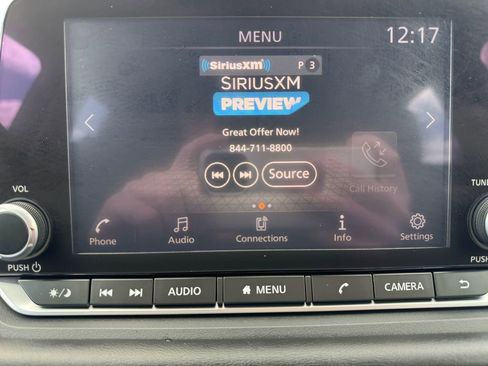 MENU
12:17
SiriusXM P 3
SIRIUSXM
PREVIEW
Great Offer Now!
844-711-8800
Source
Call History
VOL
TUNE
Phone
Audio
Connections
Info
Settings
PUSH
PUSH
AUDIO
MENU
CAMERA